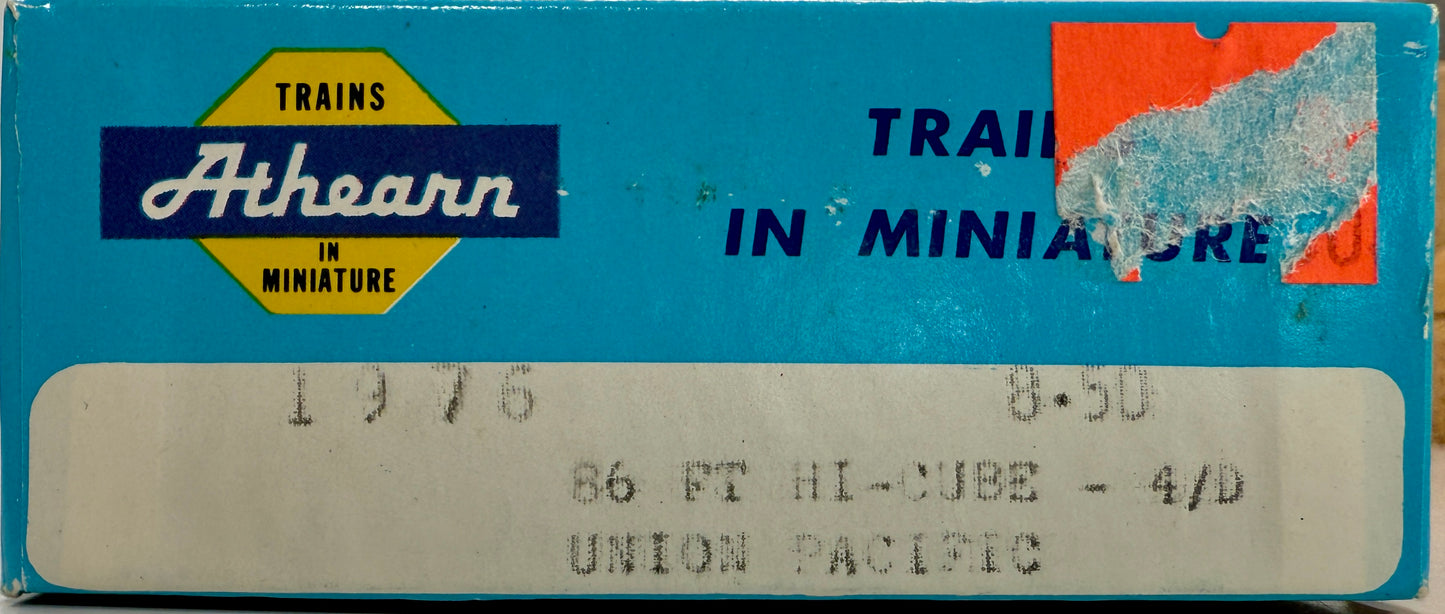 TRAINS
Athearn
IN
MINIATURE
TRAI
IN MINIATURE
1976 8.50
86 FT HI-CUBE - 4/D
UNION PACIFIC